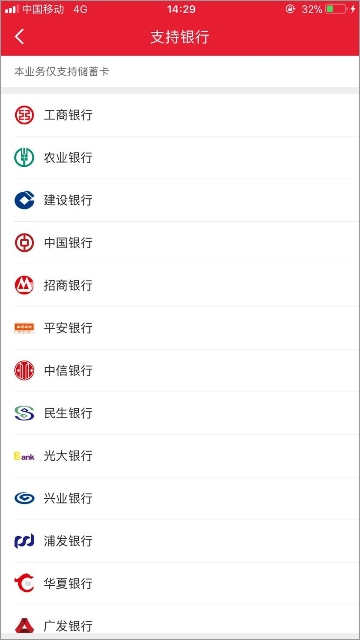 中国移动 4G 14:29 32%
支持银行
本业务仅支持储蓄卡
工商银行
农业银行
建设银行
中国银行
招商银行
平安银行
中信银行
民生银行
Bank 光大银行
兴业银行
浦发银行
华夏银行
广发银行